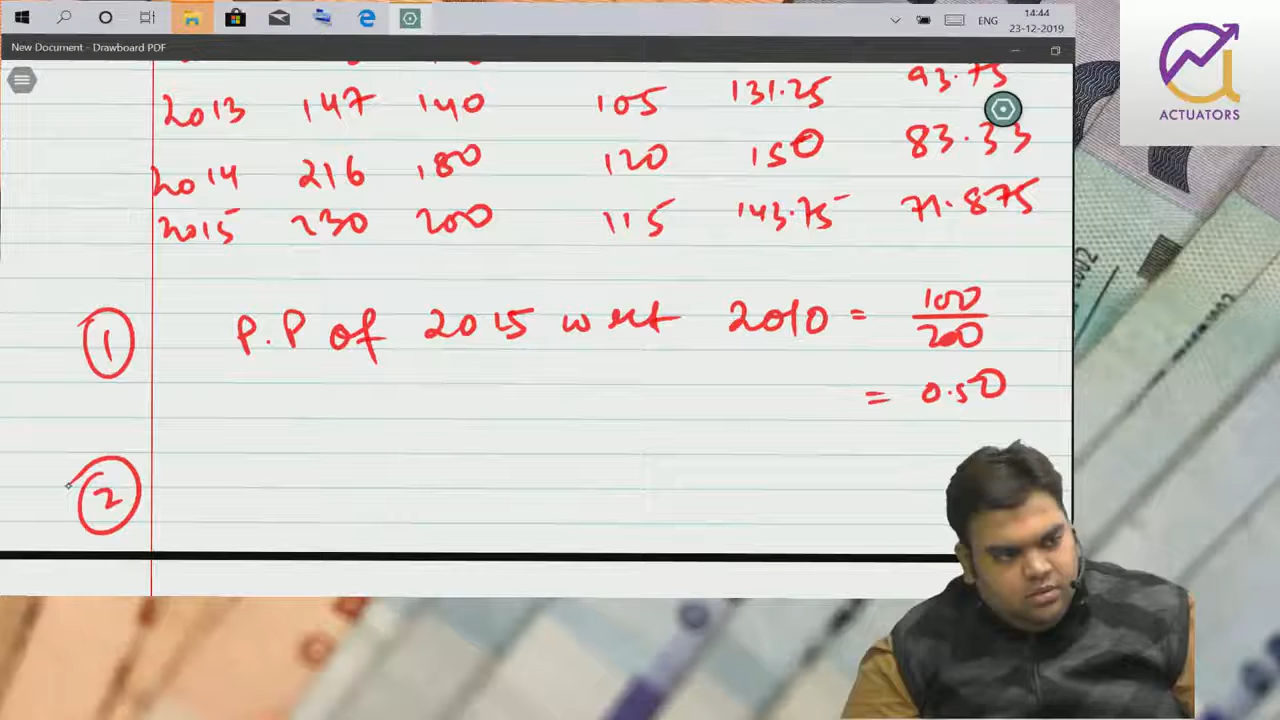 14:44
ENG
23-12-2019
New Document - Drawboard PDF
ACTUATORS
93.75
2013 147 140 105 131.25
2014 216 180 120 150 83.33
2015 230 200 115 143.75 71.875
1 P.P of 2015 w r t 2010 = 100
200
= 0.50
2